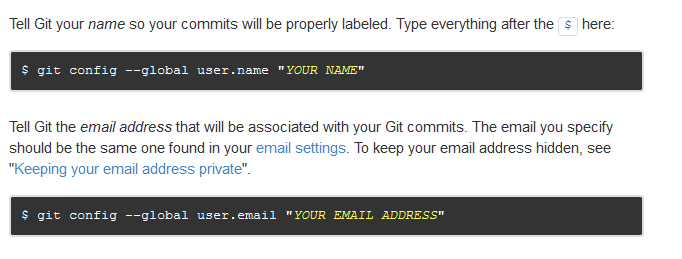 Tell Git your name so your commits will be properly labeled. Type everything after the $ here:
$ git config --global user.name "YOUR NAME"
Tell Git the email address that will be associated with your Git commits. The email you specify
should be the same one found in your email settings. To keep your email address hidden, see
"Keeping your email address private".
$ git config --global user.email "YOUR EMAIL ADDRESS"